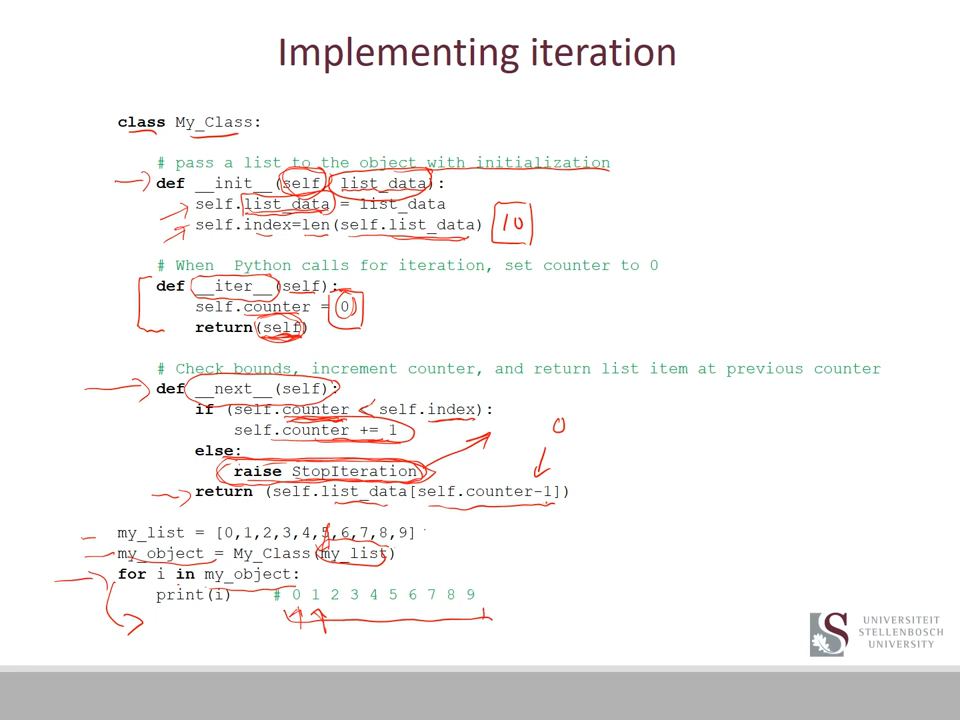 Implementing iteration
class My_Class:
# pass a list to the object with initialization
def __init__(self, list_data):
self.list_data = list_data
self.index=len(self.list_data) 10
# When Python calls for iteration, set counter to 0
def __iter__(self):
self.counter = 0
return(self)
# Check bounds, increment counter, and return list item at previous counter
def __next__(self):
if (self.counter < self.index):
self.counter += 1
0
else:
raise StopIteration
return (self.list_data[self.counter-1])
my_list = [0,1,2,3,4,5,6,7,8,9]
my_object = My_Class(my_list)
for i in my_object:
print(i) # 0 1 2 3 4 5 6 7 8 9
UNIVERSITEIT
STELLENBOSCH
UNIVERSITY